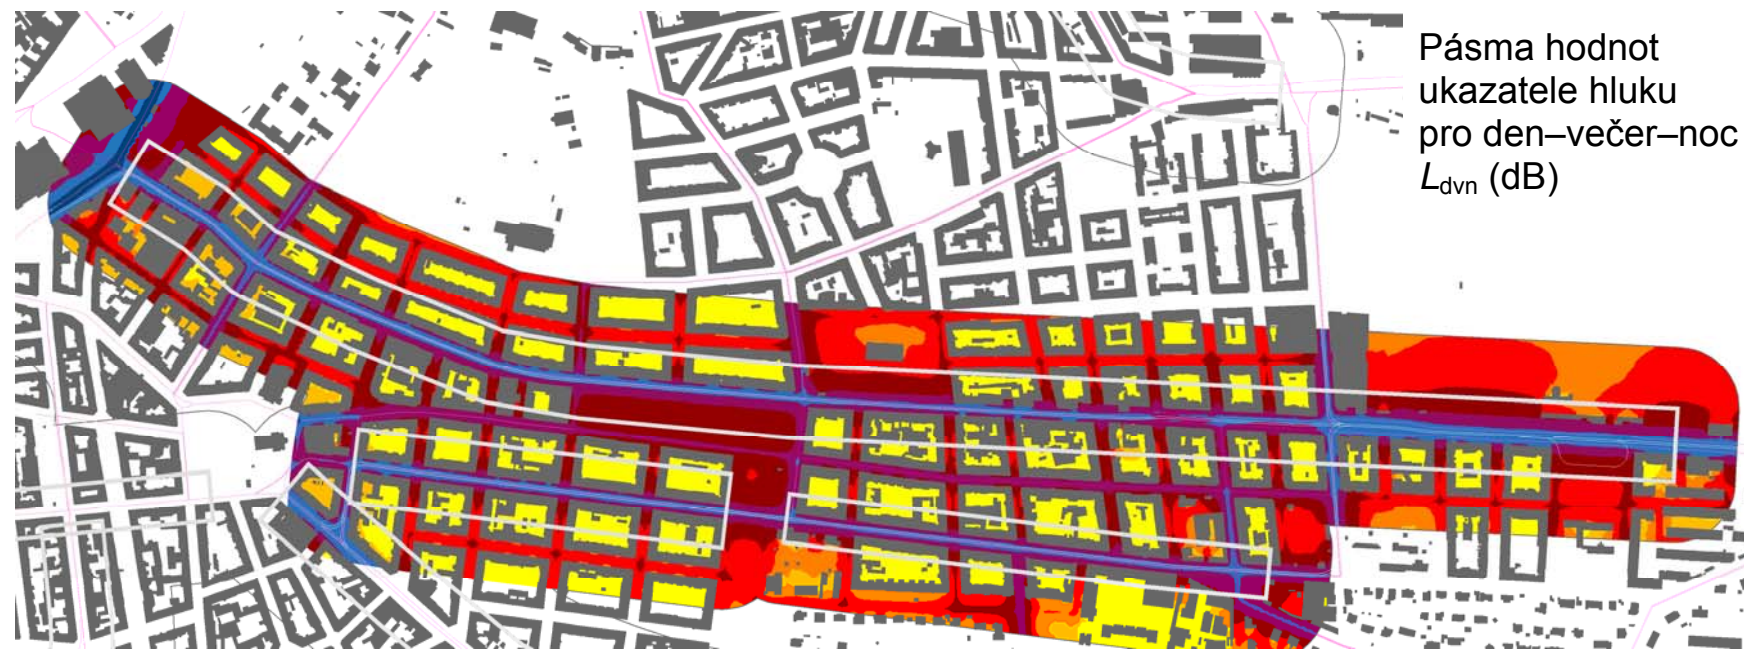 Pásma hodnot
ukazatele hluku
pro den–večer–noc
Ldvn (dB)